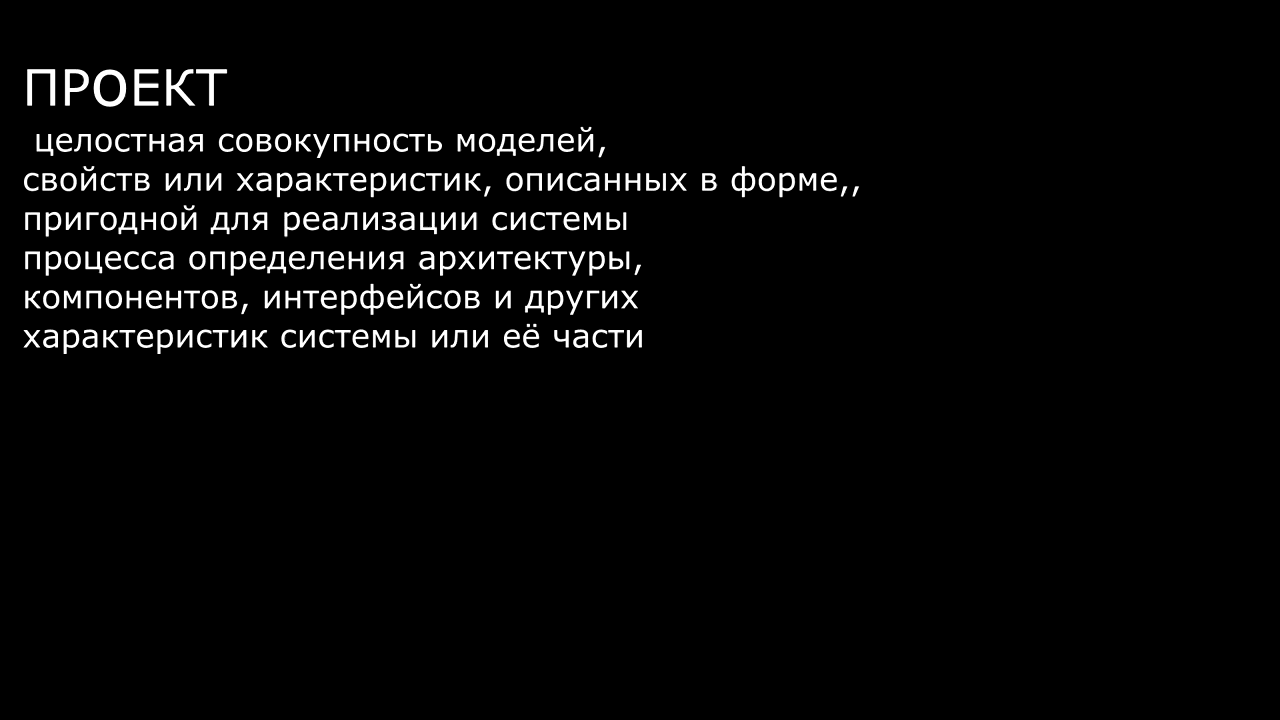 ПРОЕКТ
целостная совокупность моделей,
свойств или характеристик, описанных в форме,,
пригодной для реализации системы
процесса определения архитектуры,
компонентов, интерфейсов и других
характеристик системы или её части